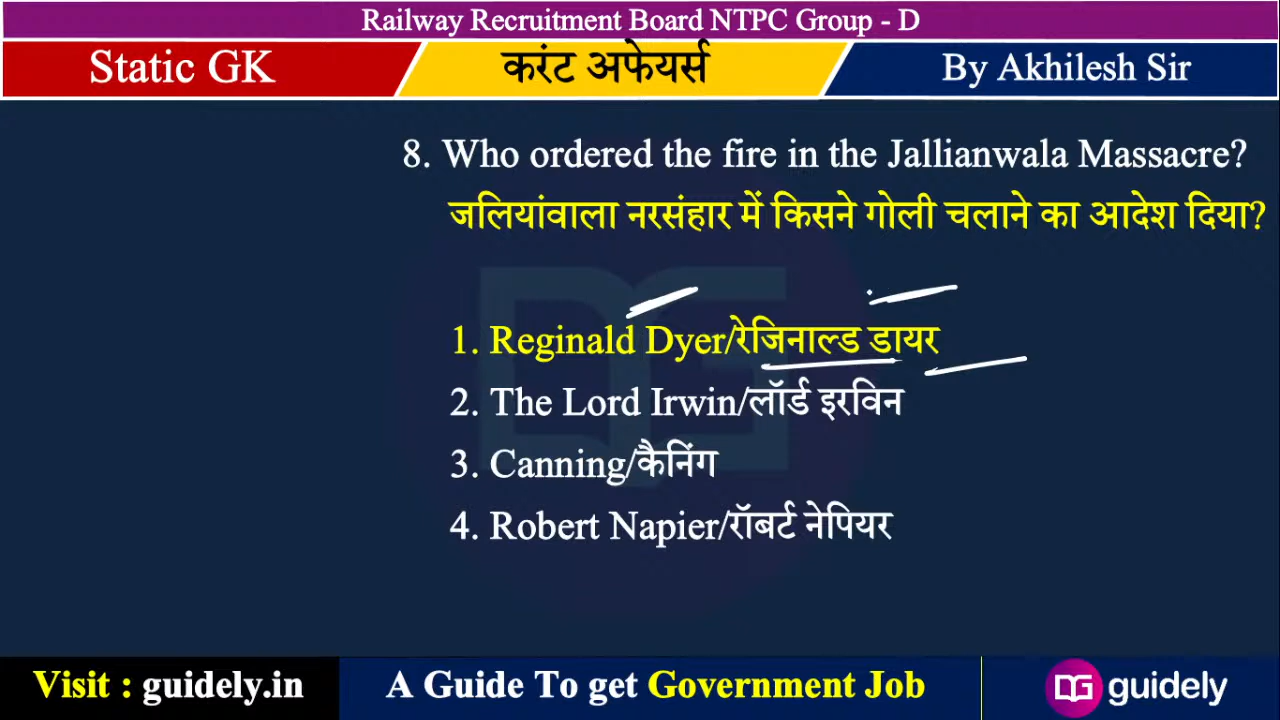 Railway Recruitment Board NTPC Group - D
Static GK
करंट अफेयर्स
By Akhilesh Sir
8. Who ordered the fire in the Jallianwala Massacre?
जलियांवाला नरसंहार में किसने गोली चलाने का आदेश दिया?
1. Reginald Dyer/रेजिनाल्ड डायर
2. The Lord Irwin/लॉर्ड इरविन
3. Canning/कैनिंग
4. Robert Napier/रॉबर्ट नेपियर
Visit : guidely.in
A Guide To get Government Job
guidely